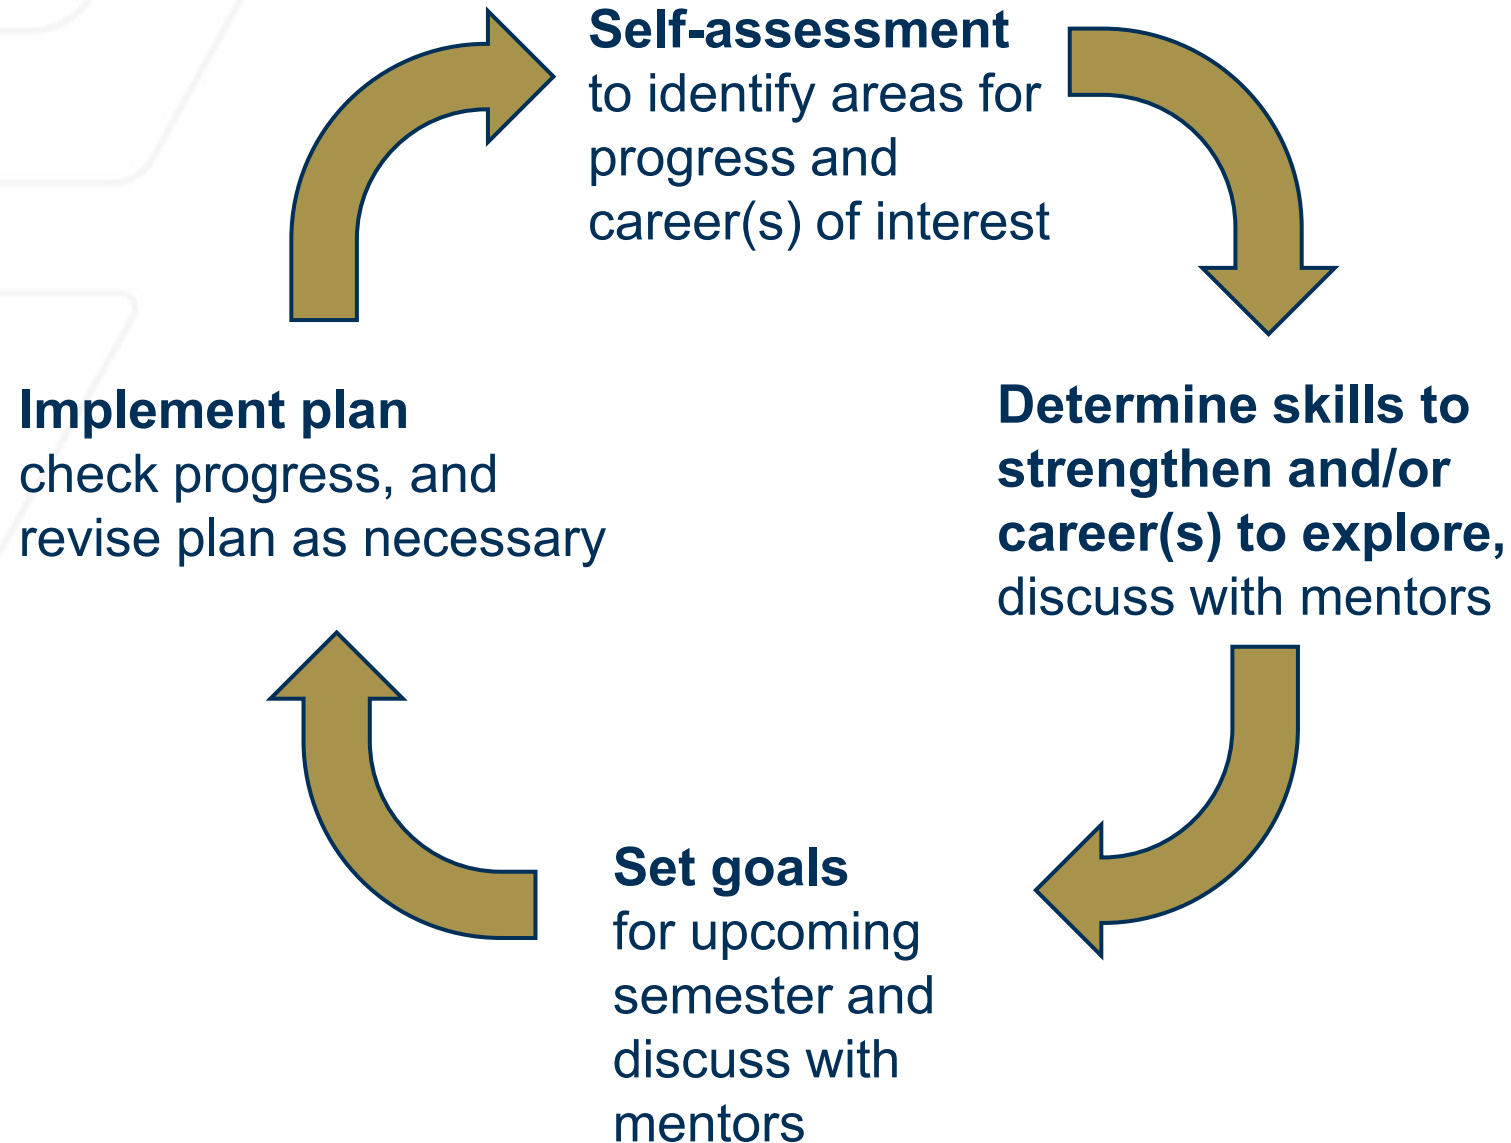 Self-assessment
to identify areas for
progress and
career(s) of interest
Determine skills to
strengthen and/or
career(s) to explore,
discuss with mentors
Set goals
for upcoming
semester and
discuss with
mentors
Implement plan
check progress, and
revise plan as necessary